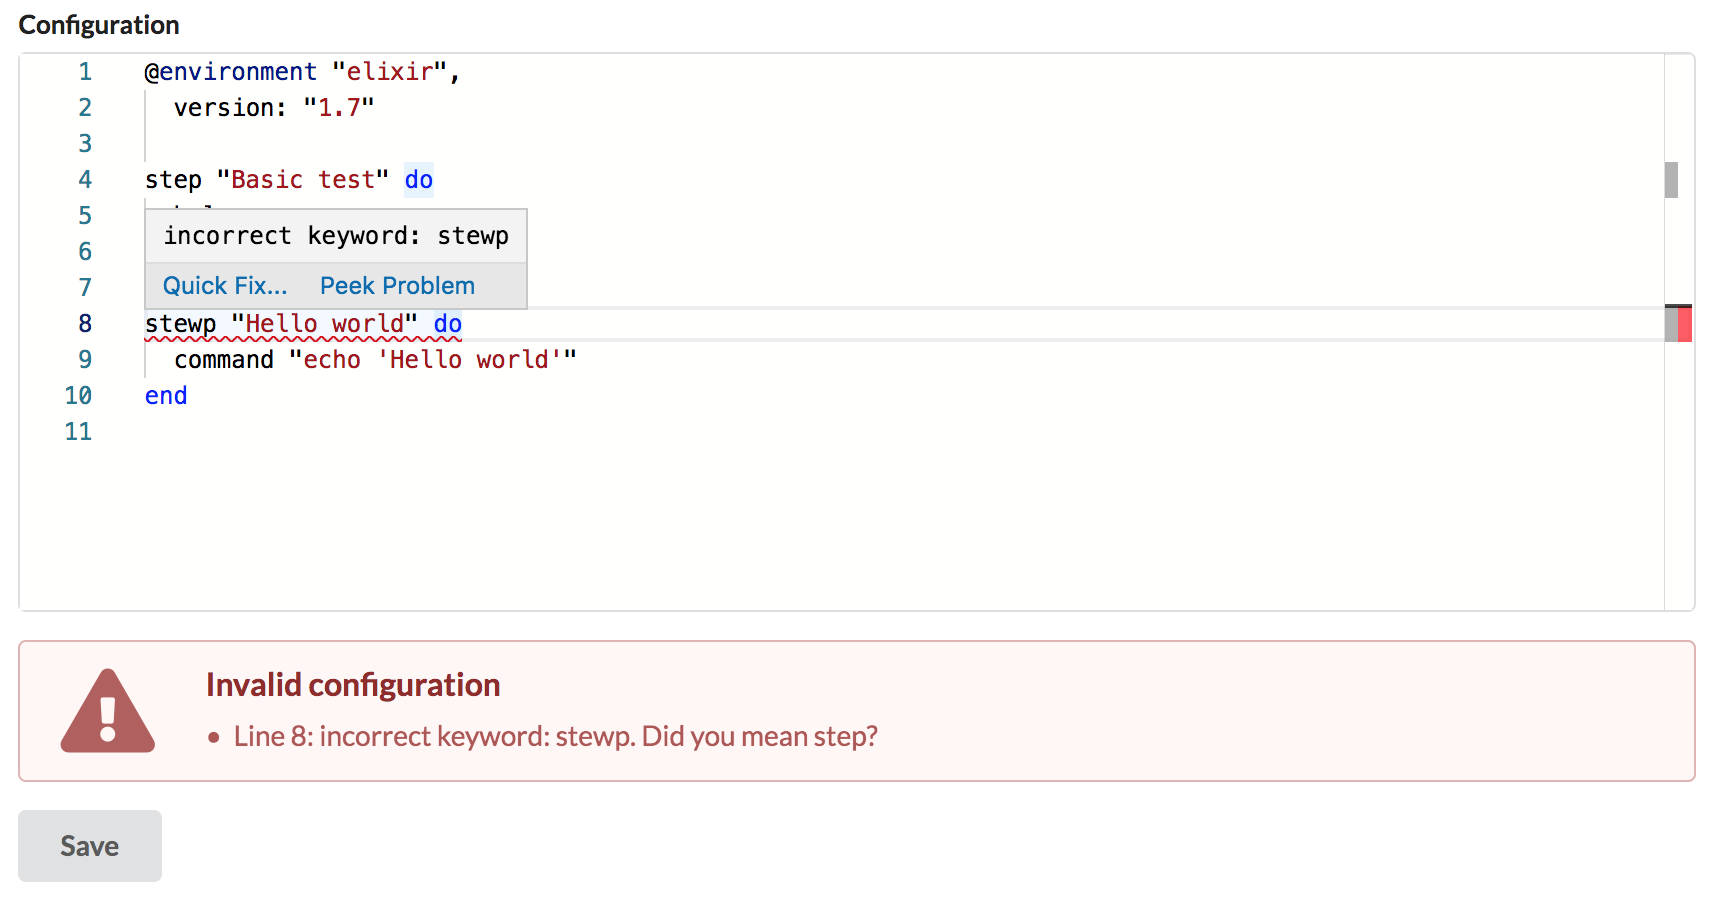 Configuration
1 @environment "elixir",
2 version: "1.7"
3
4 step "Basic test" do
5
incorrect keyword: stewp
6
7
Quick Fix... Peek Problem
8 stewp "Hello world" do
9 command "echo 'Hello world'"
10 end
11
Invalid configuration
• Line 8: incorrect keyword: stewp. Did you mean step?
Save